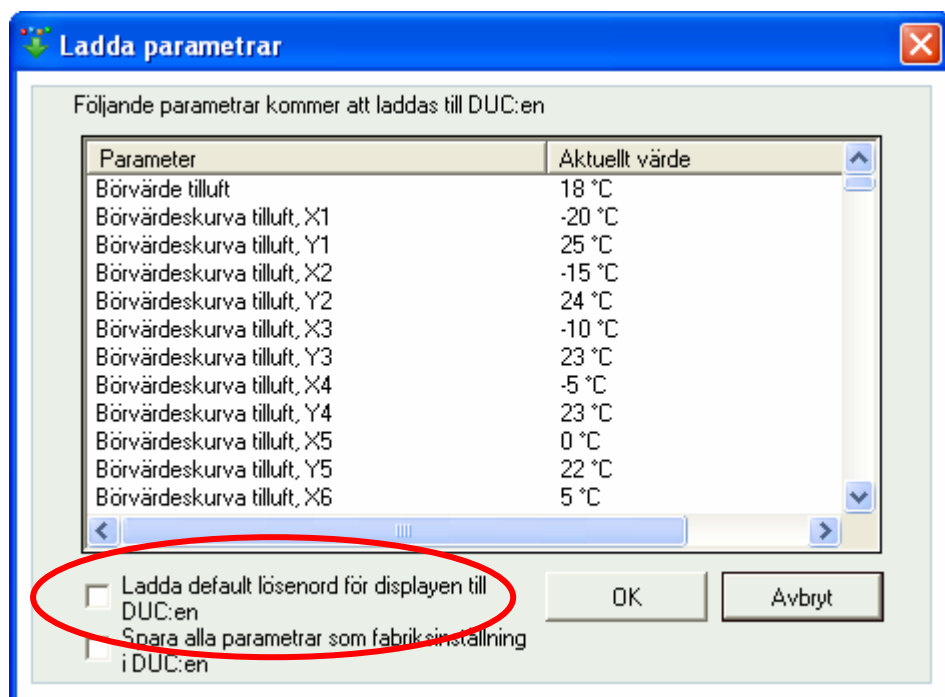 Ladda parametrar
Följande parametrar kommer att laddas till DUC:en
Parameter Aktuellt värde
Börvärde tilluft 18 °C
Börvärdeskurva tilluft, X1 -20 °C
Börvärdeskurva tilluft, Y1 25 °C
Börvärdeskurva tilluft, X2 -15 °C
Börvärdeskurva tilluft, Y2 24 °C
Börvärdeskurva tilluft, X3 -10 °C
Börvärdeskurva tilluft, Y3 23 °C
Börvärdeskurva tilluft, X4 -5 °C
Börvärdeskurva tilluft, Y4 23 °C
Börvärdeskurva tilluft, X5 0 °C
Börvärdeskurva tilluft, Y5 22 °C
Börvärdeskurva tilluft, X6 5 °C
Ladda default lösenord för displayen till
DUC:en
OK Avbryt
Spara alla parametrar som fabriksinställning
i DUC:en